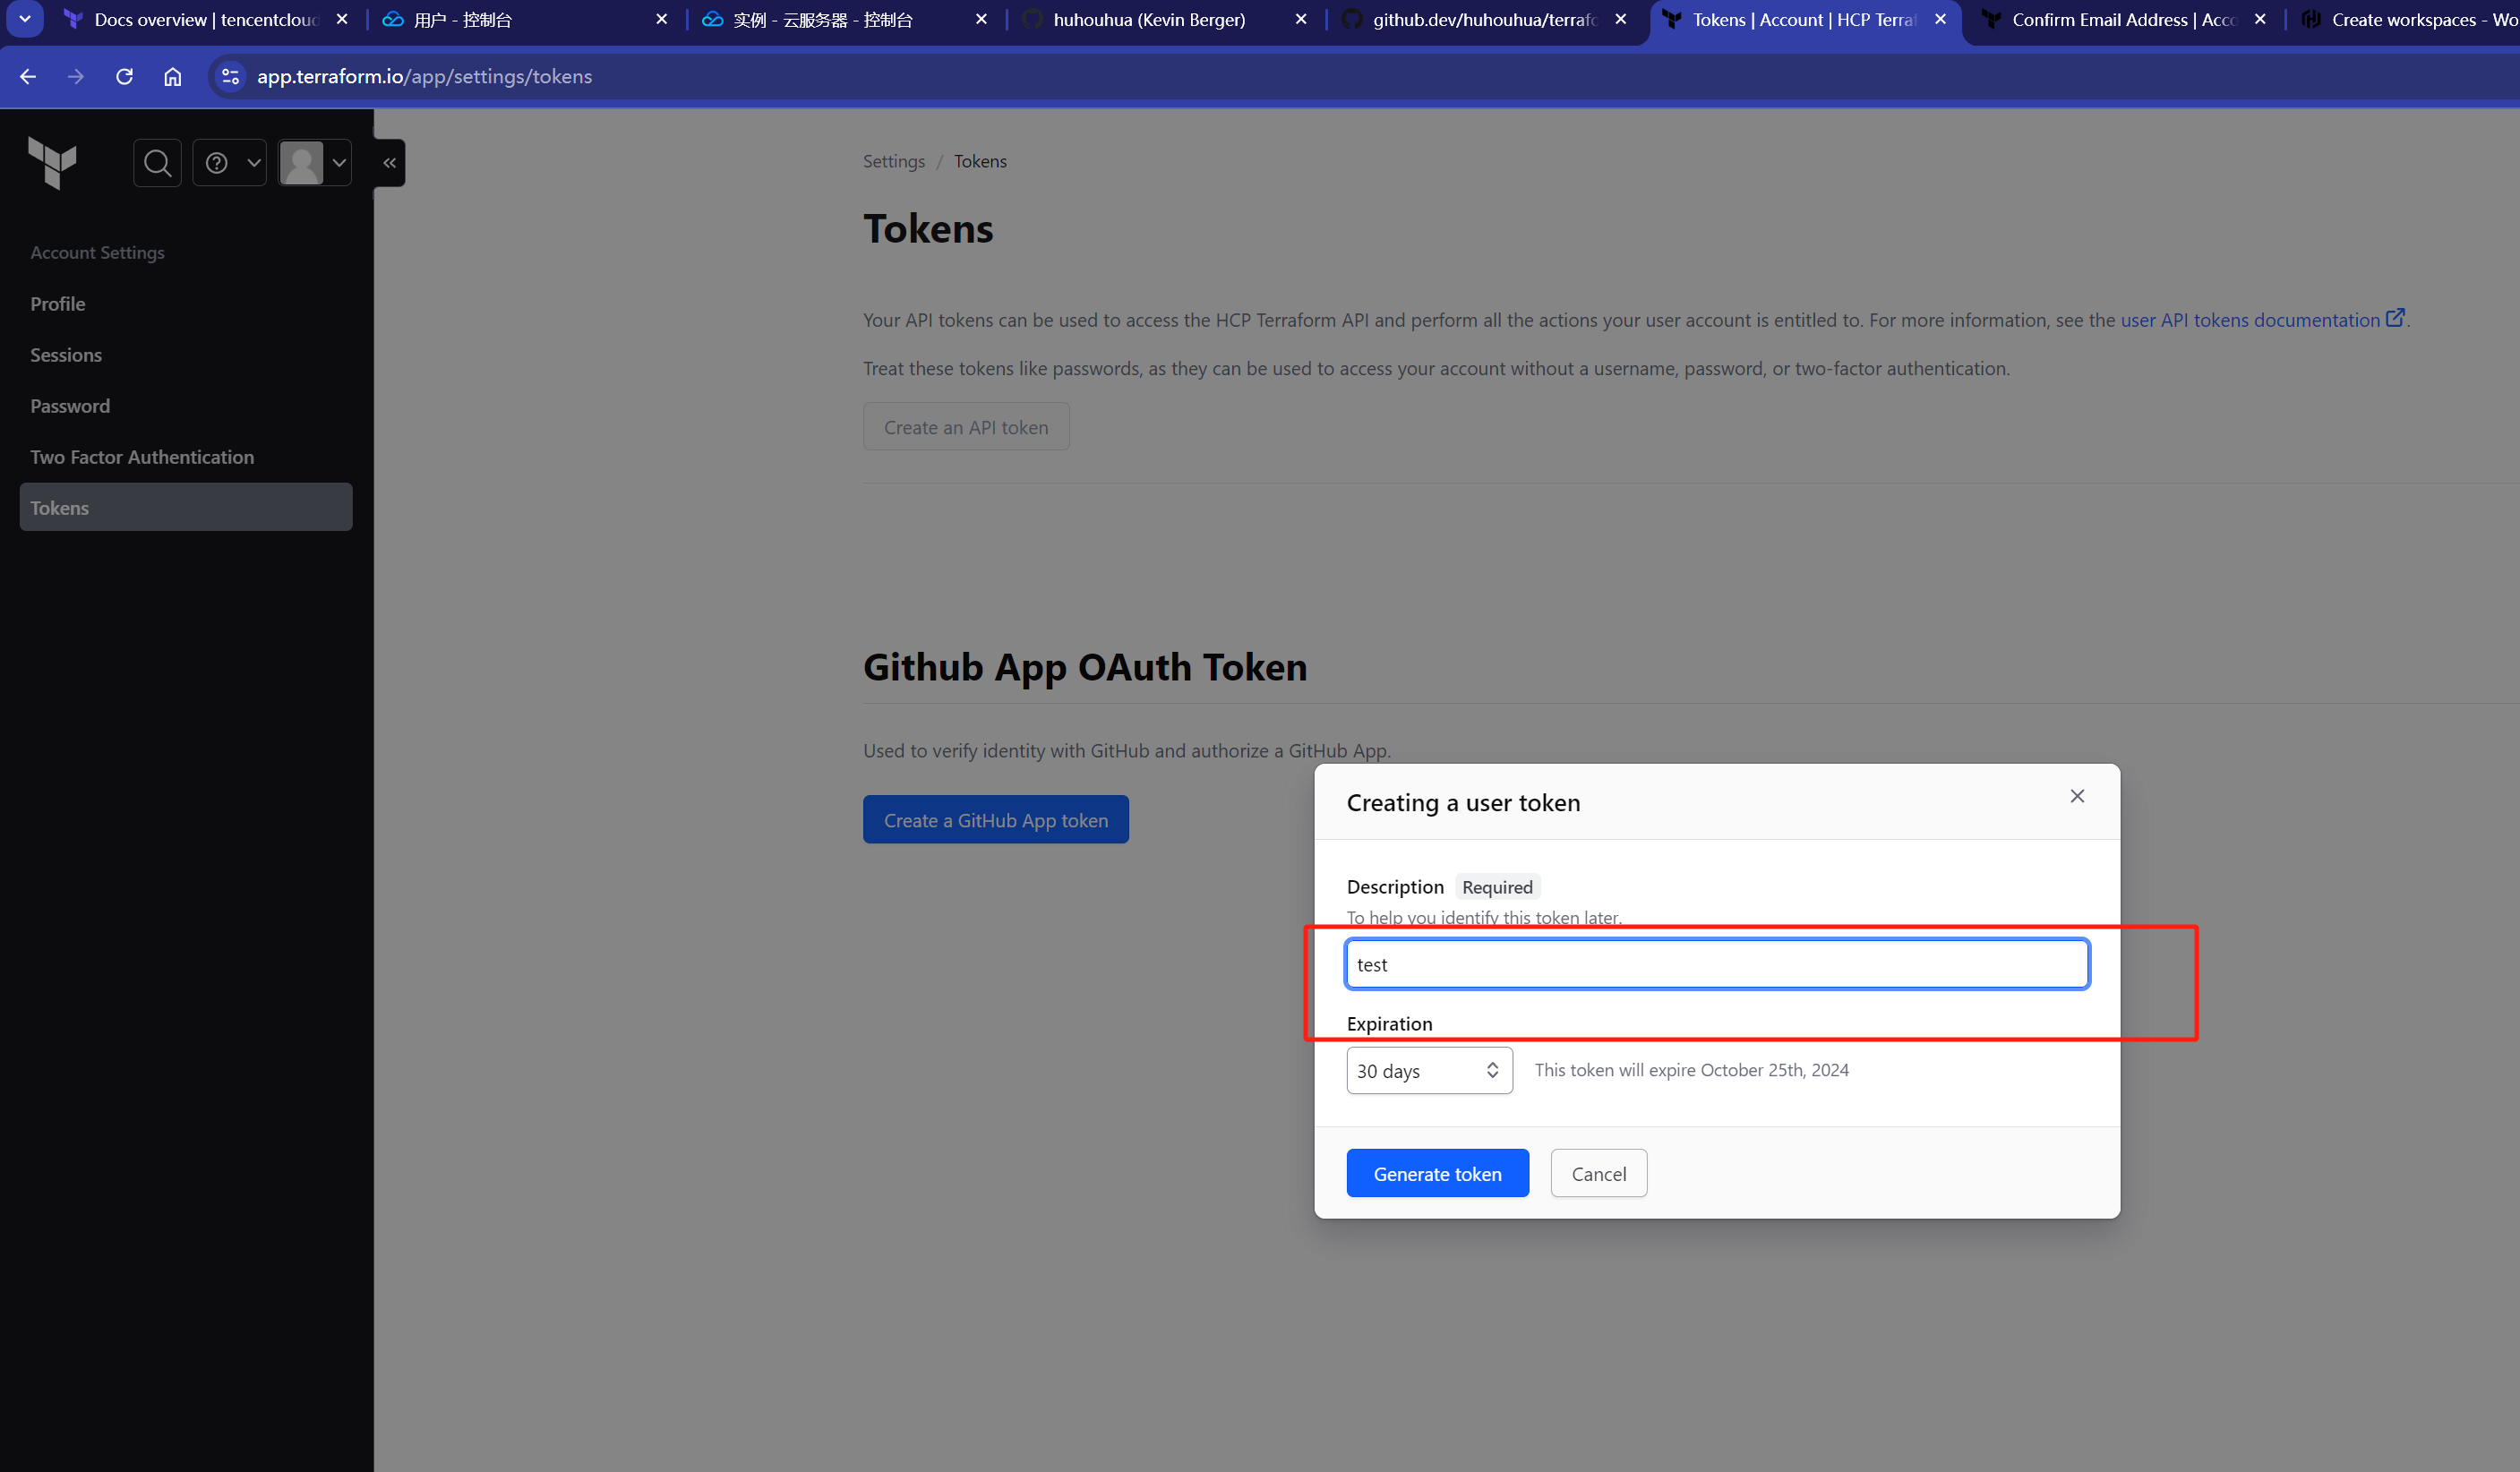 Docs overview | tencentcloud
用户 - 控制台
实例 - 云服务器 - 控制台
huhouhua (Kevin Berger)
github.dev/huhouhua/terrafo
Tokens | Account | HCP Terraf
Confirm Email Address | Acco
Create workspaces - Wo
app.terraform.io/app/settings/tokens
Account Settings
Profile
Sessions
Password
Two Factor Authentication
Tokens
Settings / Tokens
Tokens
Your API tokens can be used to access the HCP Terraform API and perform all the actions your user account is entitled to. For more information, see the user API tokens documentation.
Treat these tokens like passwords, as they can be used to access your account without a username, password, or two-factor authentication.
Create an API token
Github App OAuth Token
Used to verify identity with GitHub and authorize a GitHub App.
Create a GitHub App token
Creating a user token
Description Required
To help you identify this token later.
test
Expiration
30 days This token will expire October 25th, 2024
Generate token Cancel